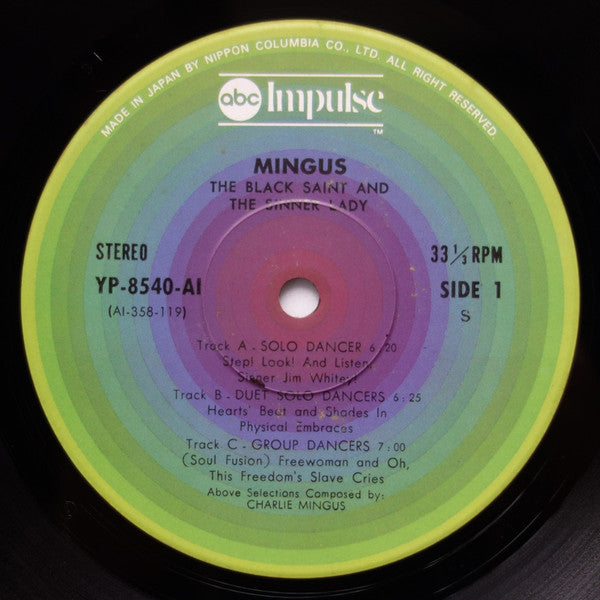 MADE IN JAPAN BY NIPPON COLUMBIA CO., LTD. ALL RIGHT RESERVED.
abc Impulse
TM
MINGUS
THE BLACK SAINT AND
THE SINNER LADY
STEREO
33 1/3 RPM
YP-8540-AI
SIDE 1
(AI-358-119)
S
Track A - SOLO DANCER 6:20
Stop! Look! And Listen,
Sinner Jim Whitey!
Track B - DUET SOLO DANCERS 6:25
Hearts' Beat and Shades In
Physical Embraces
Track C - GROUP DANCERS 7:00
(Soul Fusion) Freewoman and Oh,
This Freedom's Slave Cries
Above Selections Composed by:
CHARLIE MINGUS